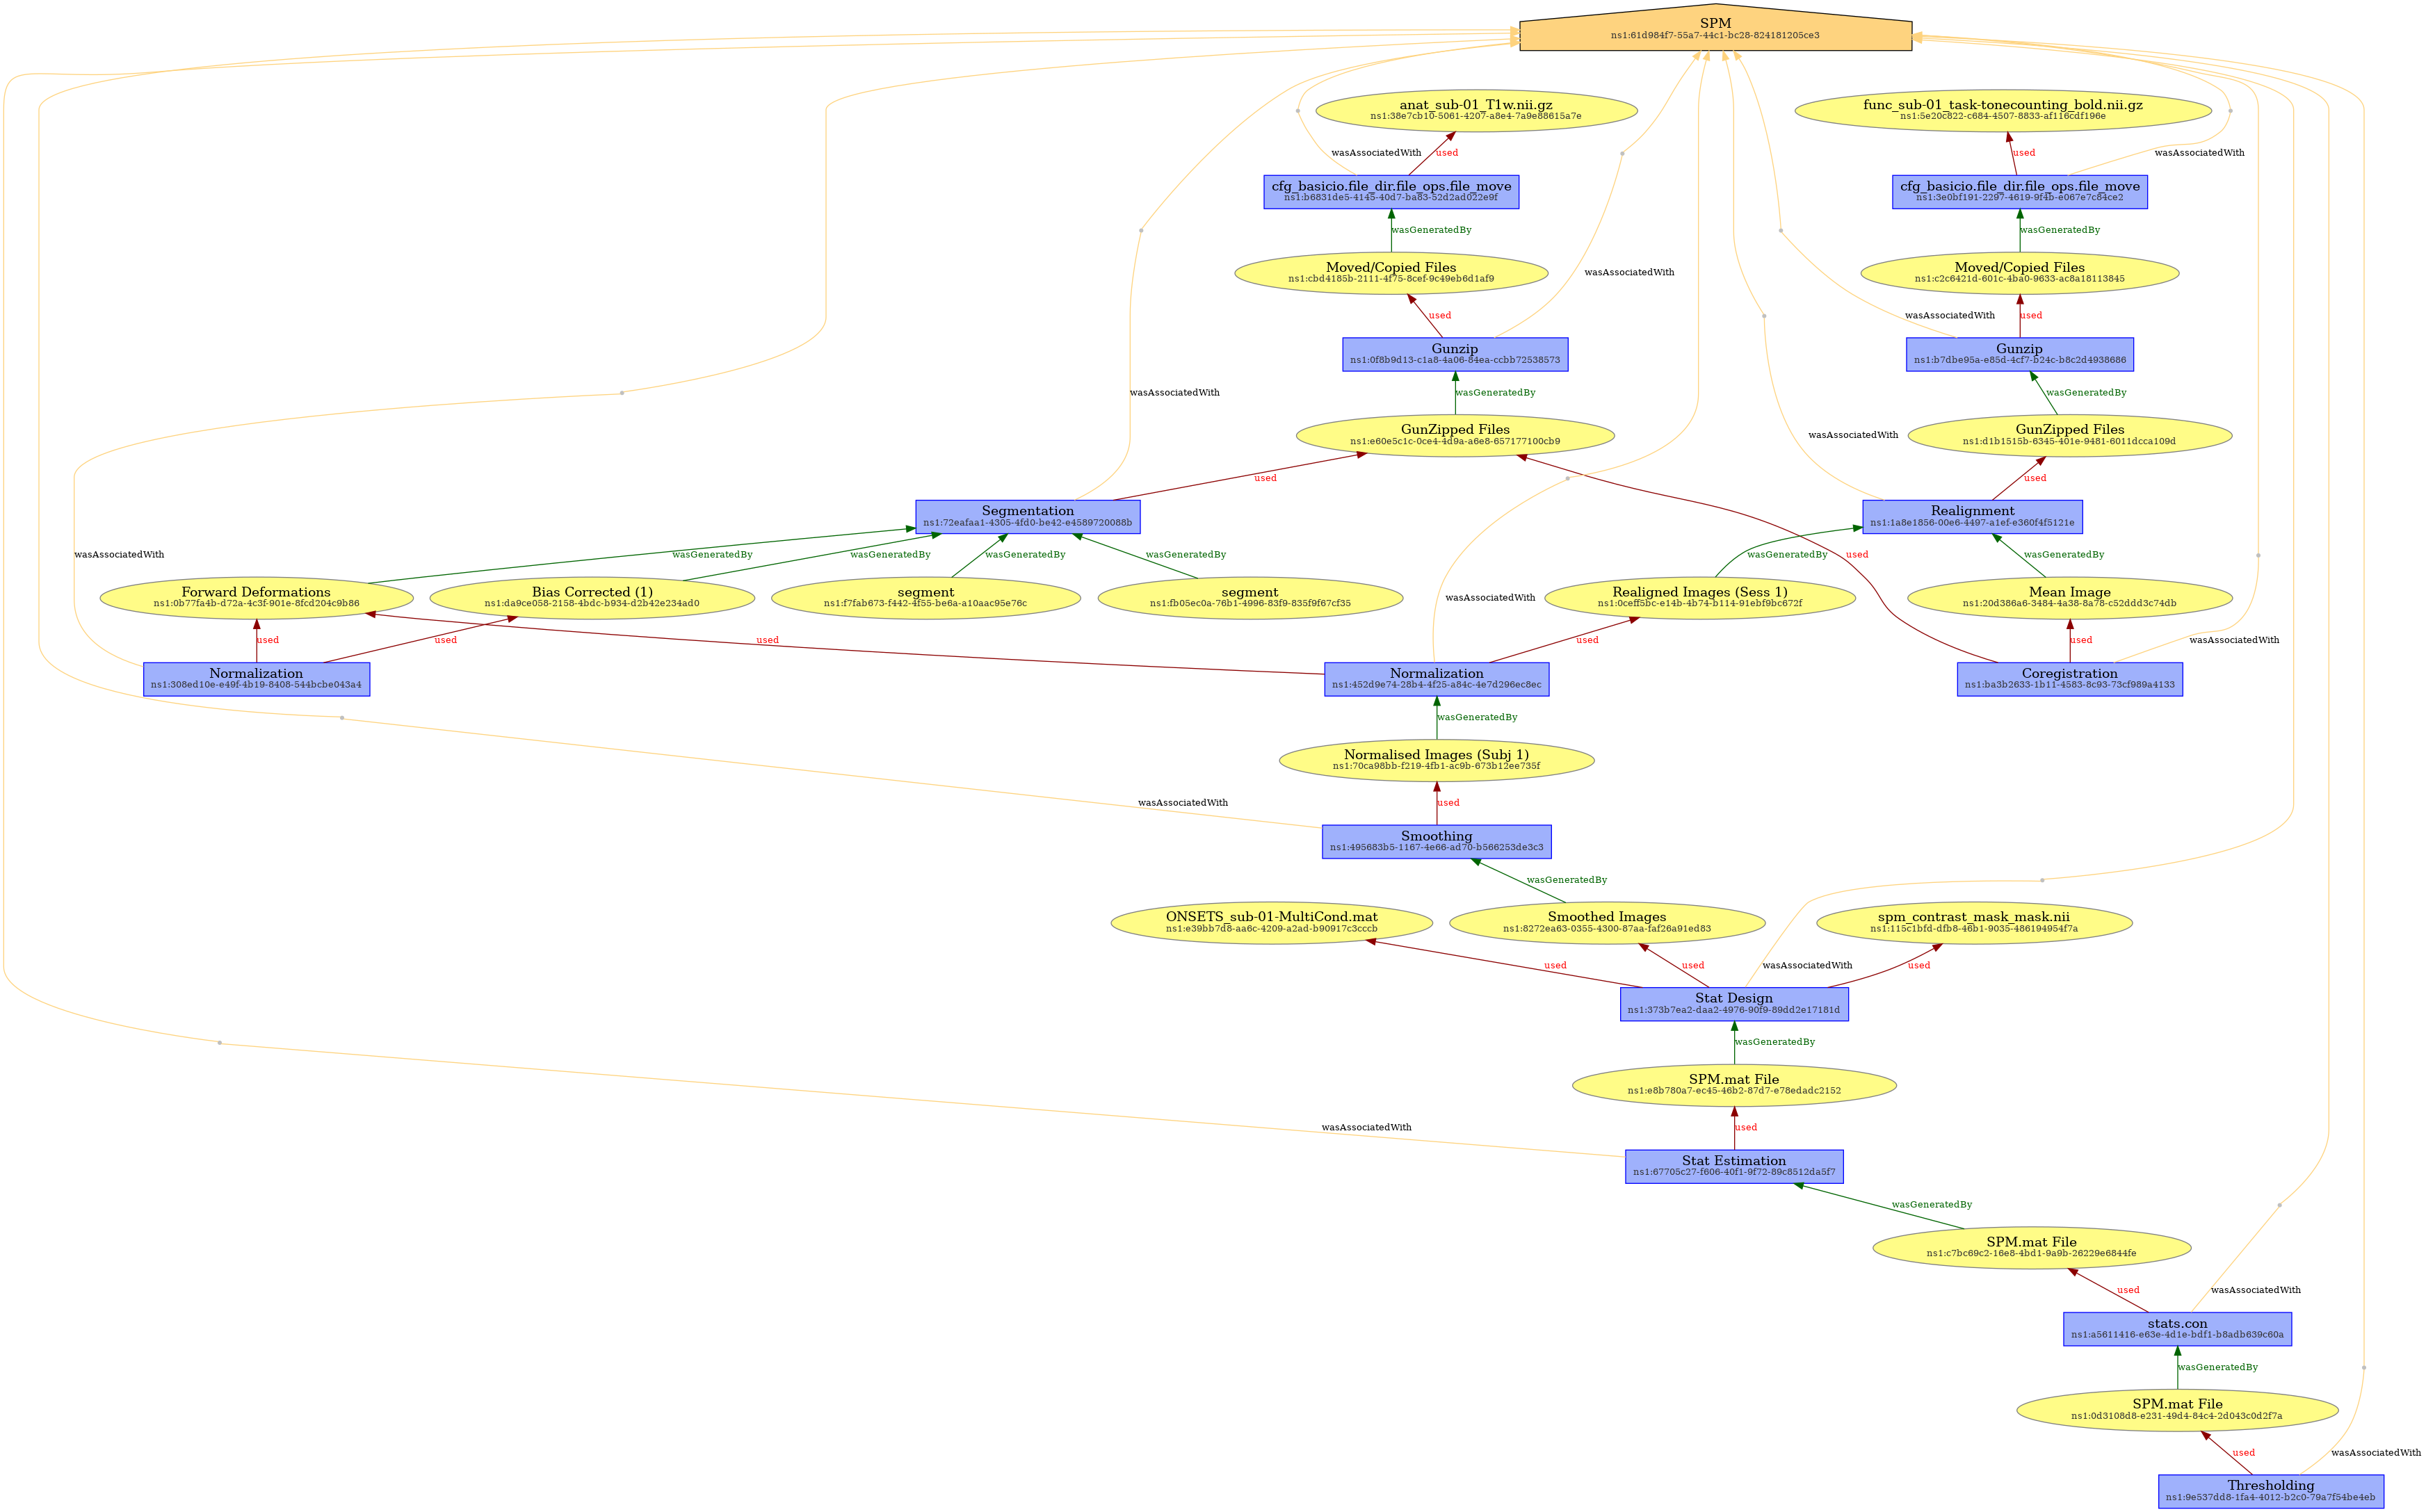 SPM
ns1:61d984f7-55a7-44c1-bc28-824181205ce3
anat_sub-01_T1w.nii.gz
ns1:38e7cb10-5061-4207-a8e4-7a9e88615a7e
func_sub-01_task-tonecounting_bold.nii.gz
ns1:5e20c822-c684-4507-8833-af116cdf196e
wasAssociatedWith
used
used
wasAssociatedWith
cfg_basicio.file_dir.file_ops.file_move
ns1:b6831de5-4145-40d7-ba83-52d2ad022e9f
cfg_basicio.file_dir.file_ops.file_move
ns1:3e0bf191-2297-4619-9f4b-e067e7c84ce2
wasGeneratedBy
wasGeneratedBy
Moved/Copied Files
ns1:cbd4185b-2111-4f75-8cef-9c49eb6d1af9
wasAssociatedWith
Moved/Copied Files
ns1:c2c6421d-601c-4ba0-9633-ac8a18113845
used
wasAssociatedWith
used
Gunzip
ns1:0f8b9d13-c1a8-4a06-84ea-ccbb72538573
Gunzip
ns1:b7dbe95a-e85d-4cf7-b24c-b8c2d4938686
wasAssociatedWith
wasGeneratedBy
wasGeneratedBy
GunZipped Files
ns1:e60e5c1c-0ce4-4d9a-a6e8-657177100cb9
wasAssociatedWith
GunZipped Files
ns1:d1b1515b-6345-401e-9481-6011dcca109d
used
used
Segmentation
ns1:72eafaa1-4305-4fd0-be42-e4589720088b
Realignment
ns1:1a8e1856-00e6-4497-a1ef-e360f4f5121e
wasAssociatedWith
wasGeneratedBy
wasGeneratedBy
wasGeneratedBy
wasGeneratedBy
wasGeneratedBy
used
wasGeneratedBy
Forward Deformations
ns1:0b77fa4b-d72a-4c3f-901e-8fcd204c9b86
Bias Corrected (1)
ns1:da9ce058-2158-4bdc-b934-d2b42e234ad0
segment
ns1:f7fab673-f442-4f55-be6a-a10aac95e76c
segment
ns1:fb05ec0a-76b1-4996-83f9-835f9f67cf35
wasAssociatedWith
Realigned Images (Sess 1)
ns1:0ceff5bc-e14b-4b74-b114-91ebf9bc672f
Mean Image
ns1:20d386a6-3484-4a38-8a78-c52ddd3c74db
used
used
used
used
used
wasAssociatedWith
Normalization
ns1:308ed10e-e49f-4b19-8408-544bcbe043a4
Normalization
ns1:452d9e74-28b4-4f25-a84c-4e7d296ec8ec
Coregistration
ns1:ba3b2633-1b11-4583-8c93-73cf989a4133
wasGeneratedBy
Normalised Images (Subj 1)
ns1:70ca98bb-f219-4fb1-ac9b-673b12ee735f
wasAssociatedWith
used
Smoothing
ns1:495683b5-1167-4e66-ad70-b566253de3c3
wasGeneratedBy
ONSETS_sub-01-MultiCond.mat
ns1:e39bb7d8-aa6c-4209-a2ad-b90917c3cccb
Smoothed Images
ns1:8272ea63-0355-4300-87aa-faf26a91ed83
spm_contrast_mask_mask.nii
ns1:115c1bfd-dfb8-46b1-9035-486194954f7a
used
used
wasAssociatedWith
used
Stat Design
ns1:373b7ea2-daa2-4976-90f9-89dd2e17181d
wasGeneratedBy
SPM.mat File
ns1:e8b780a7-ec45-46b2-87d7-e78edadc2152
wasAssociatedWith
used
Stat Estimation
ns1:67705c27-f606-40f1-9f72-89c8512da5f7
wasGeneratedBy
SPM.mat File
ns1:c7bc69c2-16e8-4bd1-9a9b-26229e6844fe
used
wasAssociatedWith
stats.con
ns1:a5611416-e63e-4d1e-bdf1-b8adb639c60a
wasGeneratedBy
SPM.mat File
ns1:0d3108d8-e231-49d4-84c4-2d043c0d2f7a
used
wasAssociatedWith
Thresholding
ns1:9e537dd8-1fa4-4012-b2c0-79a7f54be4eb